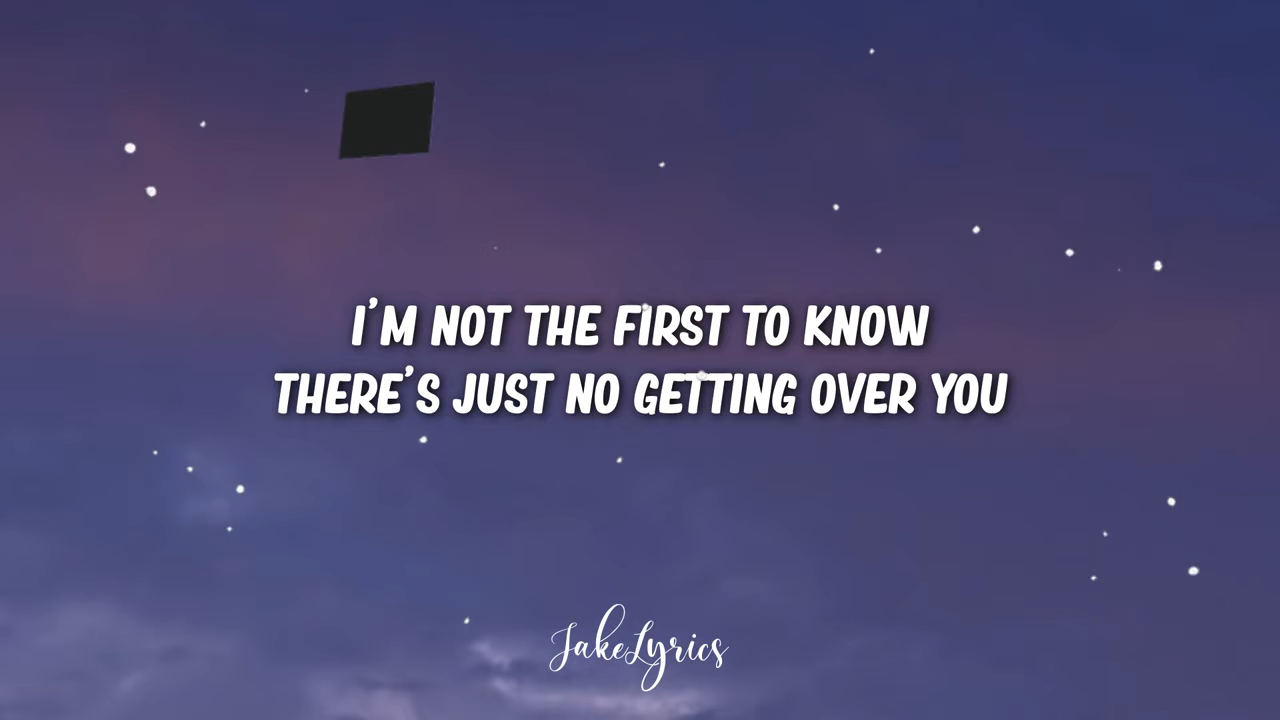 I'M NOT THE FIRST TO KNOW
THERE'S JUST NO GETTING OVER YOU
JakeLyrics